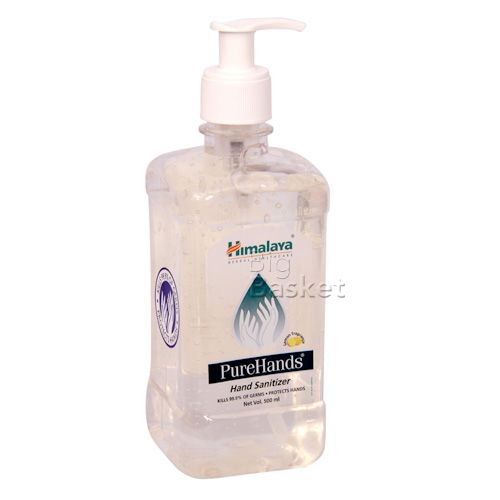 Himalaya
HERBAL HEALTHCARE
Big
Basket
PureHands®
Hand Sanitizer
KILLS 99.9% OF GERMS • PROTECTS HANDS
Net Vol. 500 ml